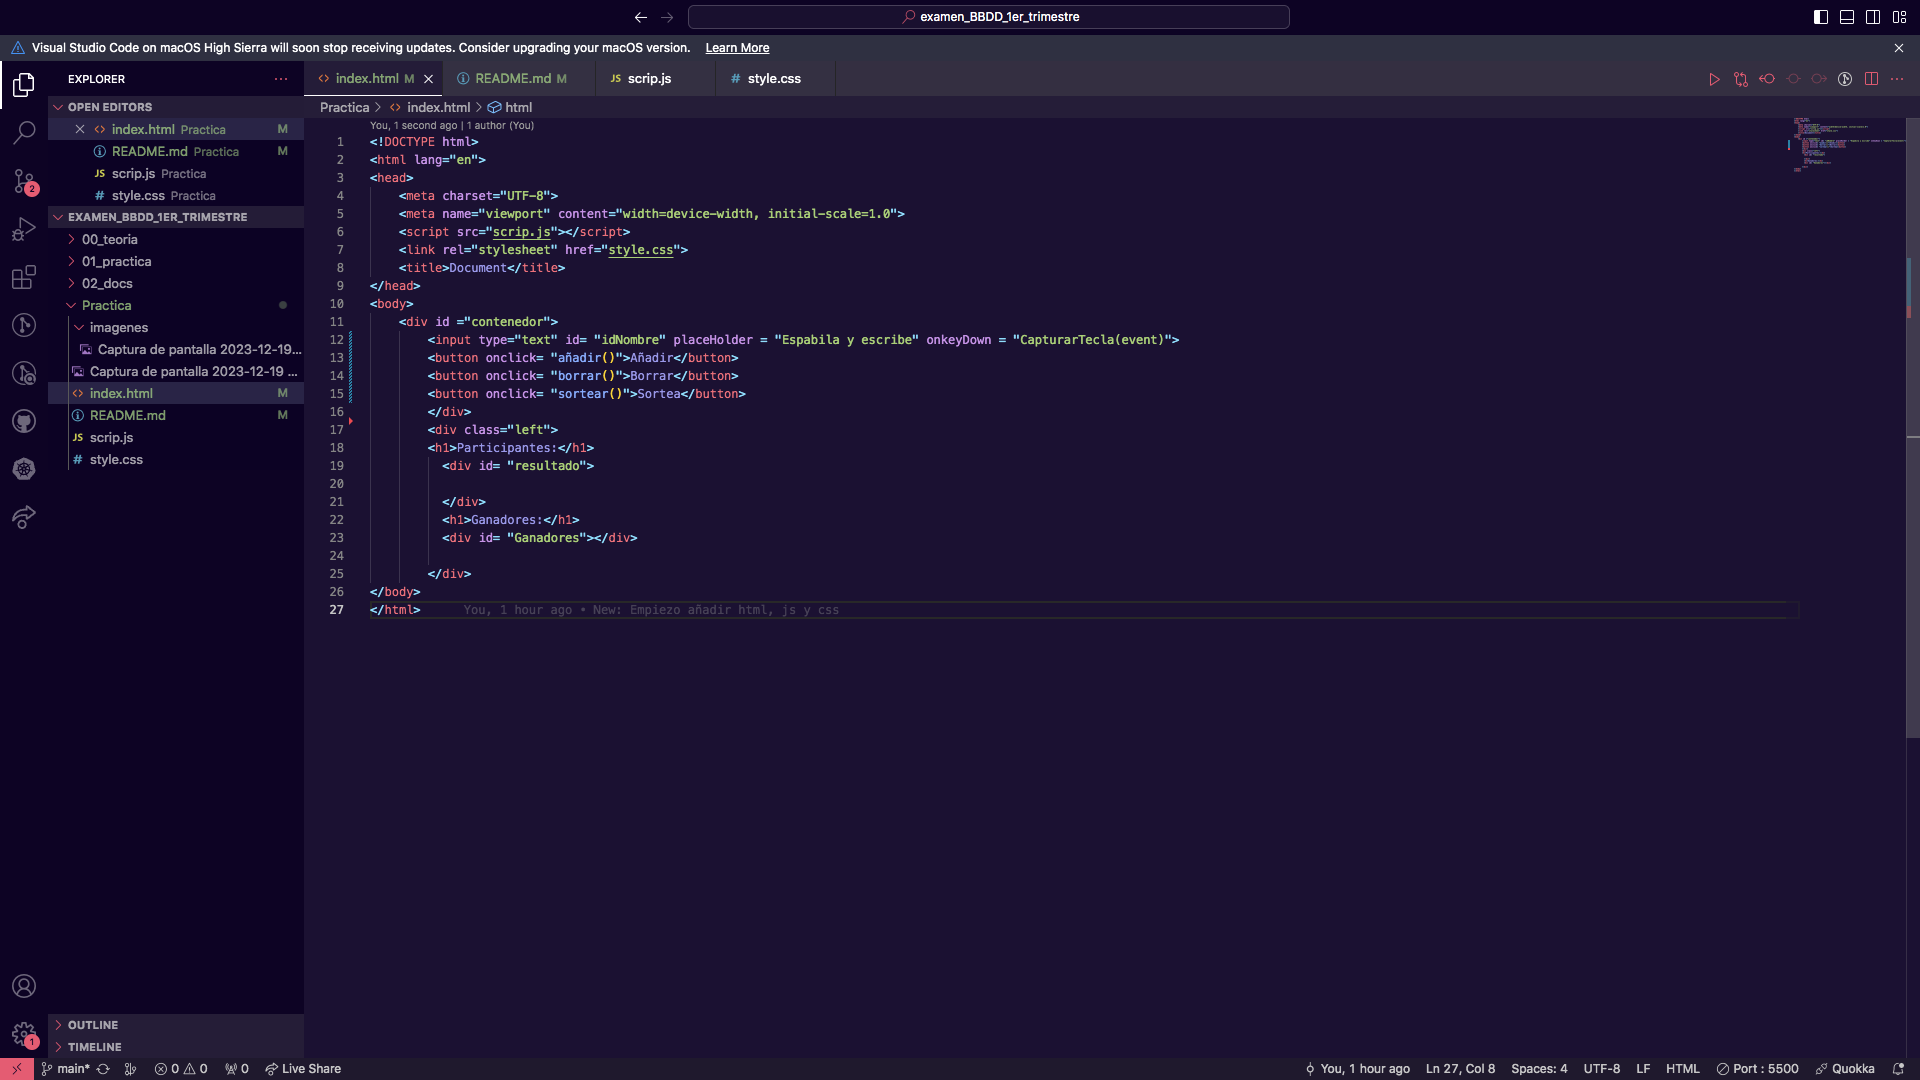 examen_BBDD_1er_trimestre
Visual Studio Code on macOS High Sierra will soon stop receiving updates. Consider upgrading your macOS version. Learn More
EXPLORER
index.html M
README.md M
JS scrip.js
# style.css
OPEN EDITORS
index.html Practica M
README.md Practica M
JS scrip.js Practica
# style.css Practica
EXAMEN_BBDD_1ER_TRIMESTRE
00_teoria
01_practica
02_docs
Practica
imagenes
Captura de pantalla 2023-12-19...
Captura de pantalla 2023-12-19 ...
index.html M
README.md M
JS scrip.js
# style.css
OUTLINE
TIMELINE
Practica > index.html > html
You, 1 second ago | 1 author (You)
1 <!DOCTYPE html>
2 <html lang="en">
3 <head>
4 <meta charset="UTF-8">
5 <meta name="viewport" content="width=device-width, initial-scale=1.0">
6 <script src="scrip.js"></script>
7 <link rel="stylesheet" href="style.css">
8 <title>Document</title>
9 </head>
10 <body>
11 <div id ="contenedor">
12 <input type="text" id= "idNombre" placeHolder = "Espabila y escribe" onkeyDown = "CapturarTecla(event)">
13 <button onclick= "añadir()">Añadir</button>
14 <button onclick= "borrar()">Borrar</button>
15 <button onclick= "sortear()">Sortea</button>
16 </div>
17 <div class="left">
18 <h1>Participantes:</h1>
19 <div id= "resultado">
20
21 </div>
22 <h1>Ganadores:</h1>
23 <div id= "Ganadores"></div>
24
25 </div>
26 </body>
27 </html> You, 1 hour ago • New: Empiezo añadir html, js y css
2
1
main* 0 0 0 Live Share
You, 1 hour ago Ln 27, Col 8 Spaces: 4 UTF-8 LF HTML Port : 5500 Quokka